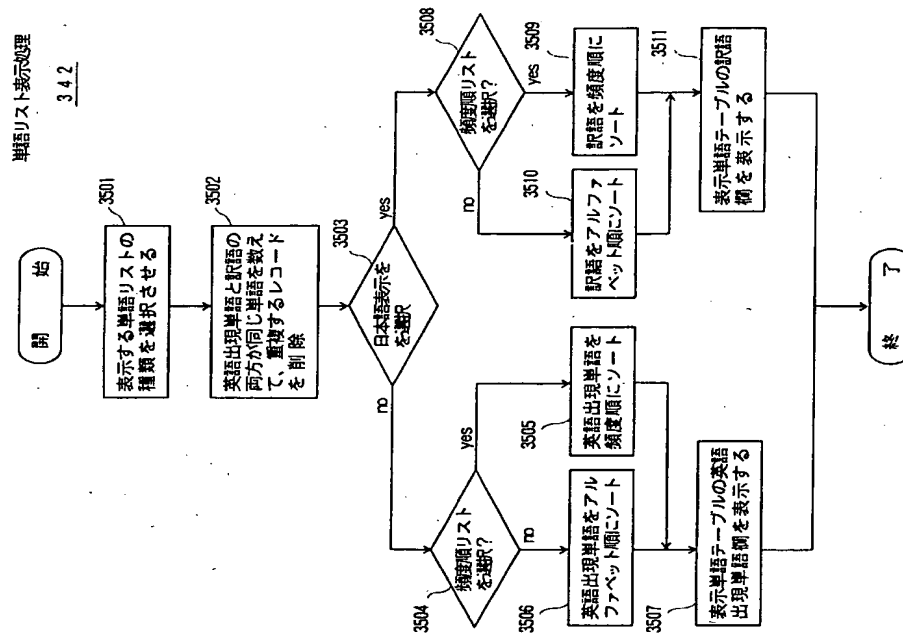 単語リスト表示処理
342
開 始
3501
表示する単語リストの
種類を選択させる
3502
英語出現単語と訳語の
両方が同じ単語を数え
て、重複するレコード
を削除
3503
日本語表示を
を選択
no
yes
3504
頻度順リスト
を選択?
yes
no
3505
英語出現単語を
頻度順にソート
3506
英語出現単語をアル
ファベット順にソート
3507
表示単語テーブルの英語
出現単語欄を表示する
3508
頻度順リスト
を選択?
yes
no
3509
訳語を頻度順に
ソート
3510
訳語をアルファ
ベット順にソート
3511
表示単語テーブルの訳語
欄を表示する
終 了